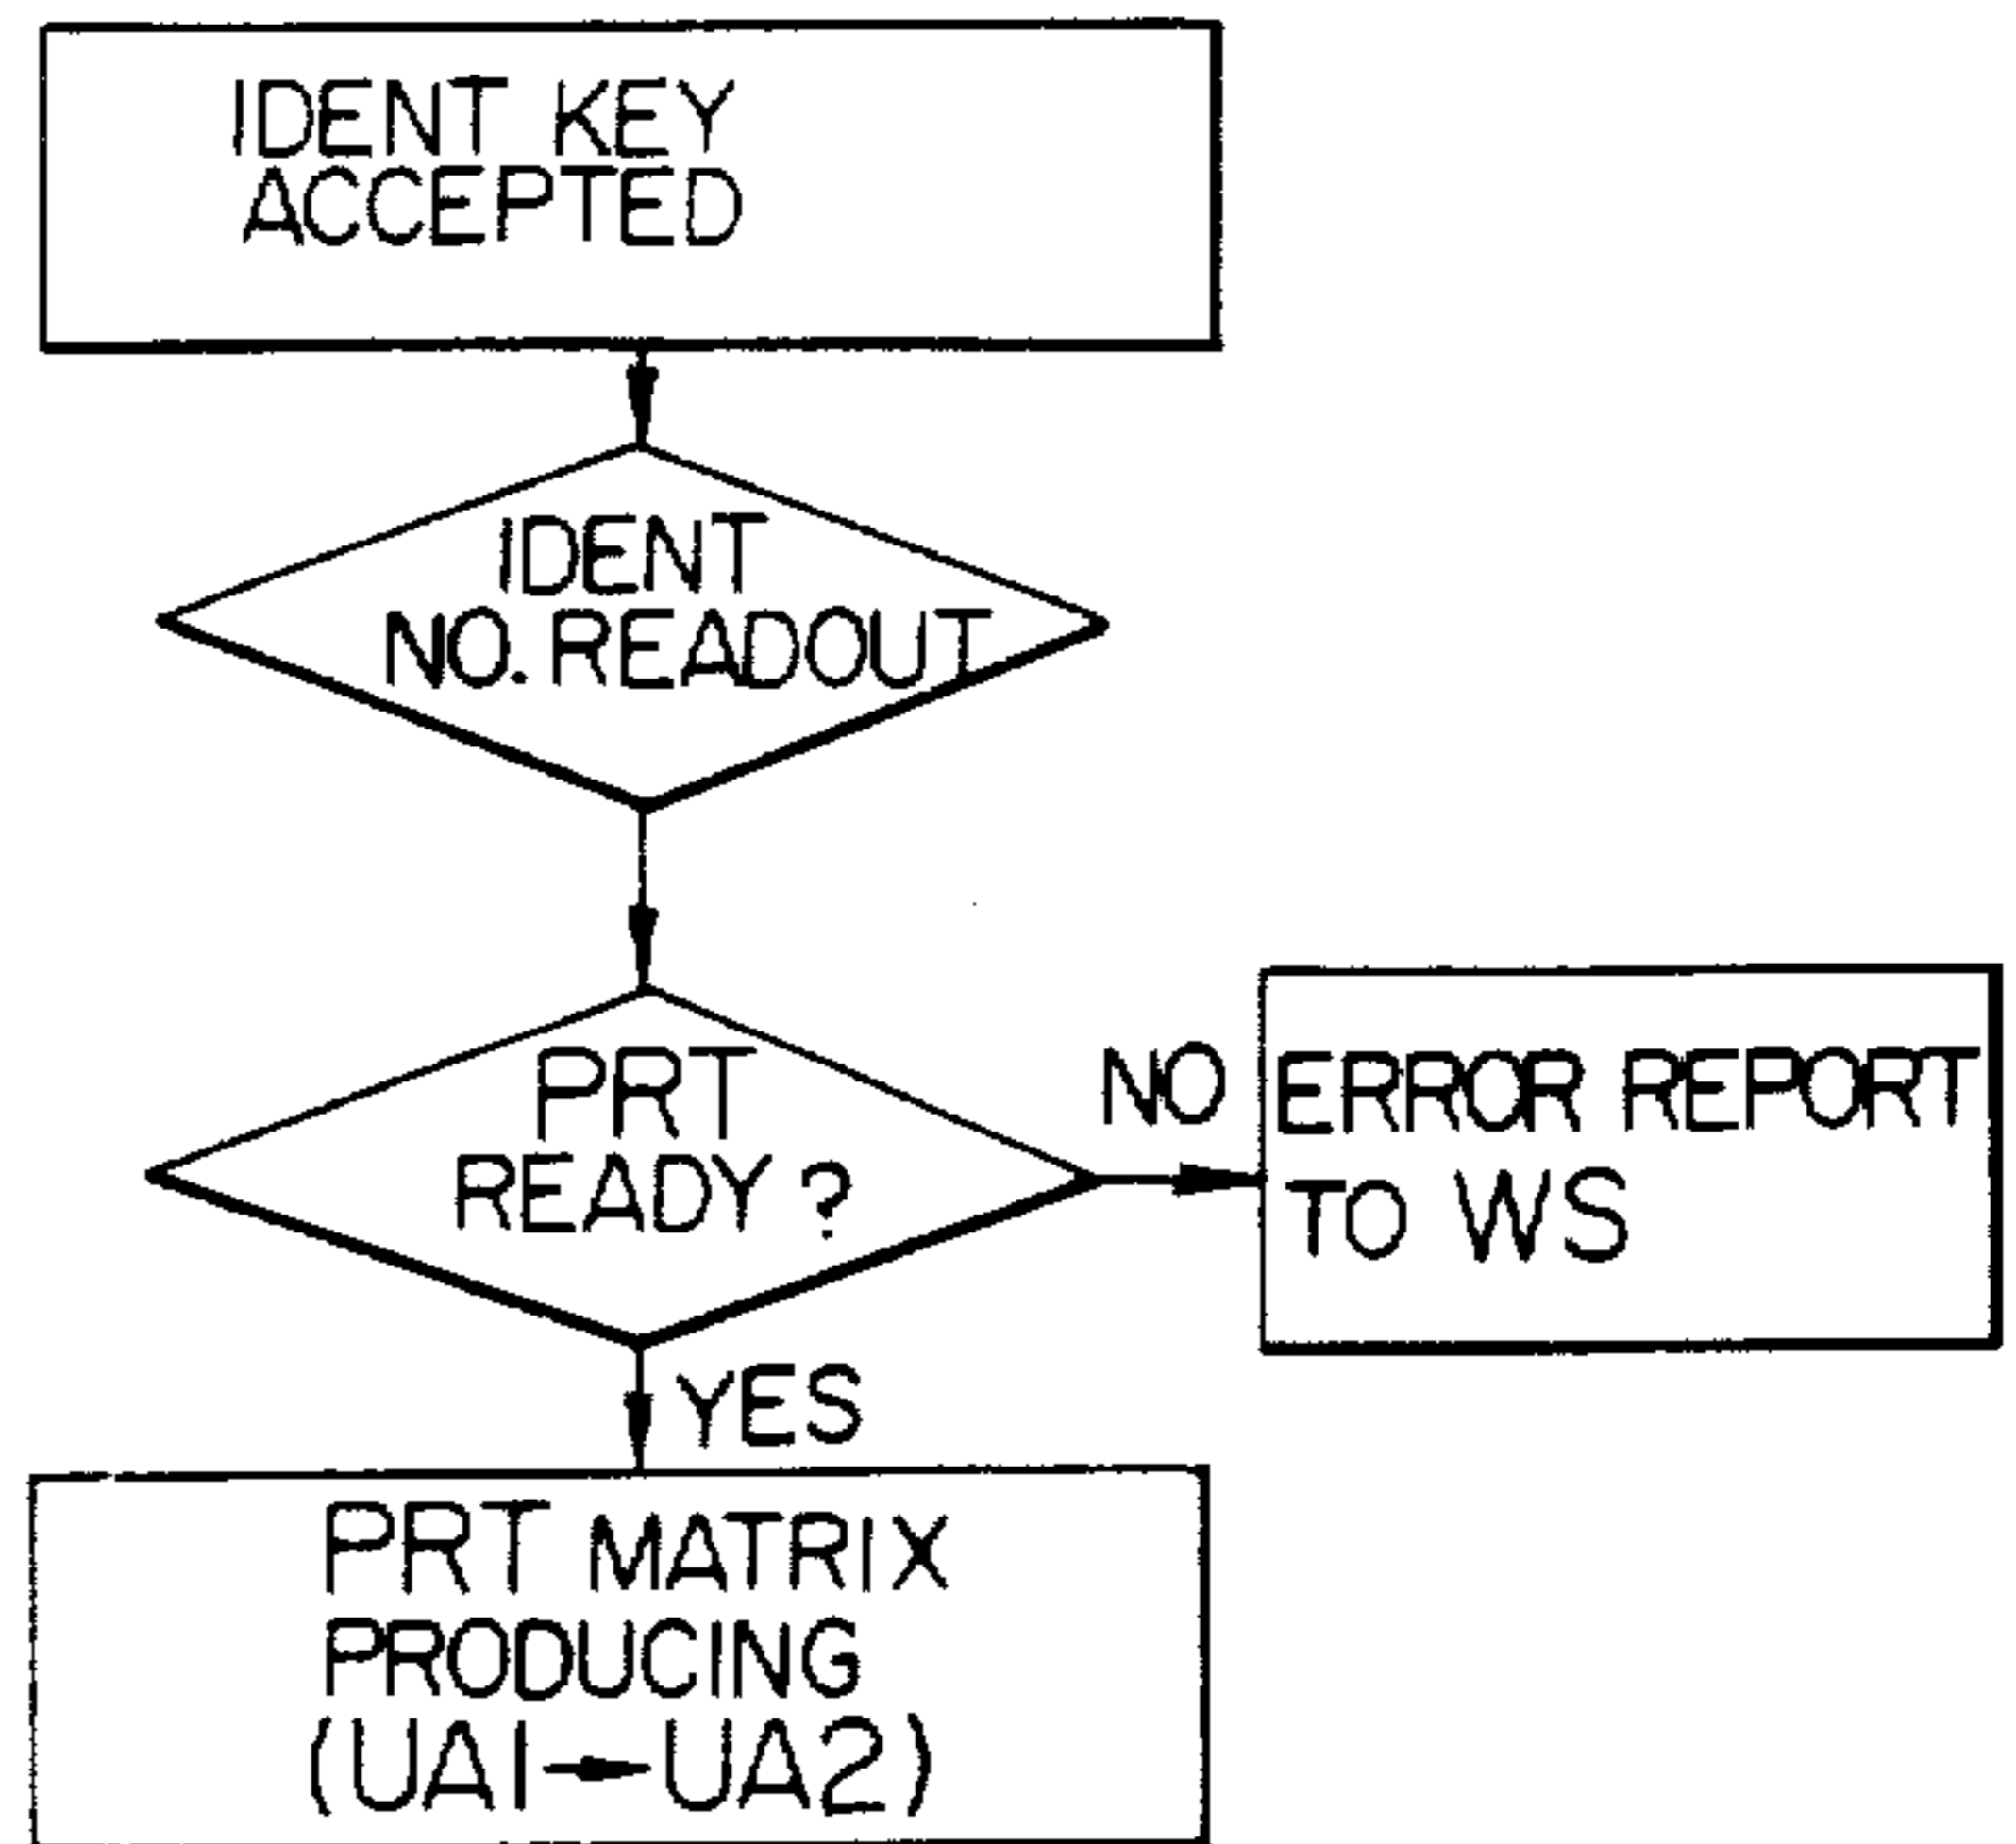 IDENT KEY
ACCEPTED
IDENT
NO. READOUT
PRT
READY ?
NO
ERROR REPORT
TO WS
YES
PRT MATRIX
PRODUCING
(UA1→UA2)